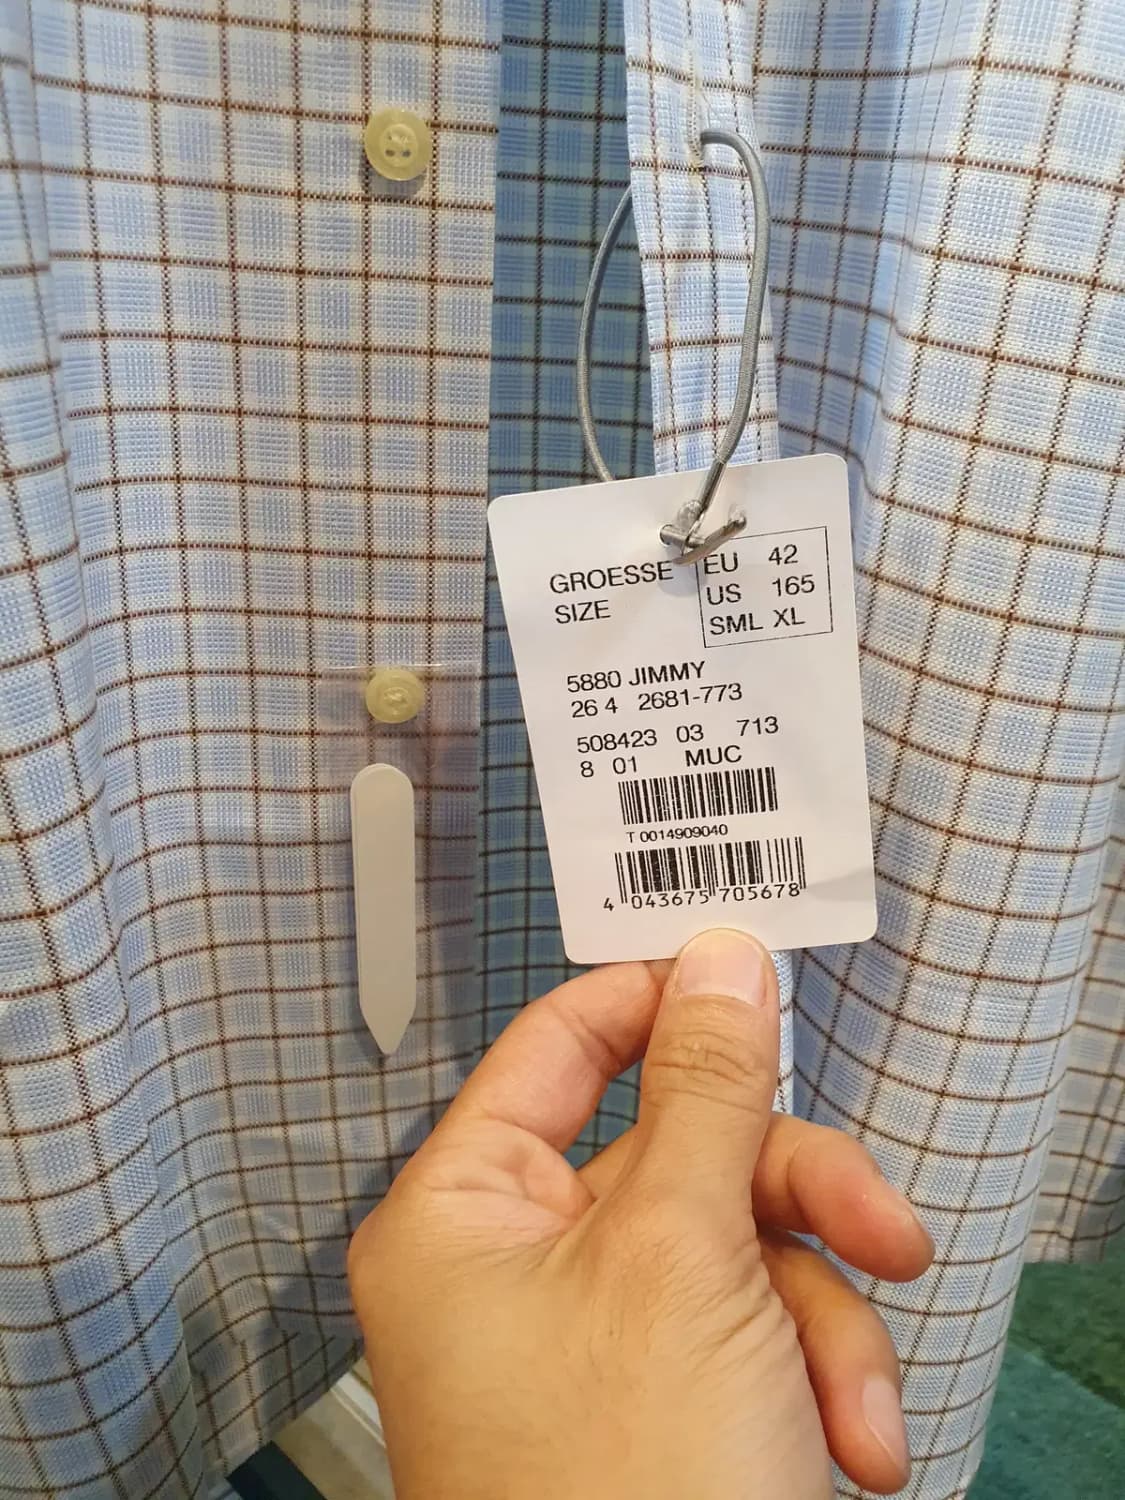 GROESSE EU 42
SIZE US 165
SML XL
5880 JIMMY
26 4 2681-773
508423 03 713
8 01 MUC
T 0014909040
4 043675 705678